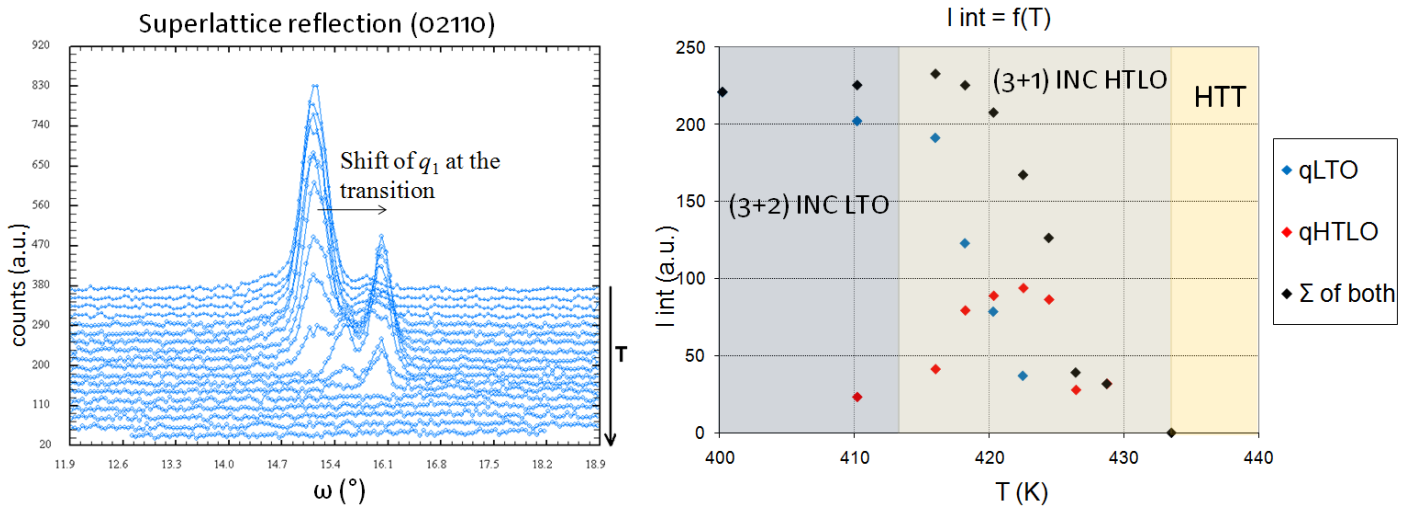 Superlattice reflection (02110)
920
830
740
650
560
470
380
290
200
110
20
counts (a.u.)
Shift of q1 at the
transition
T
11.9 12.6 13.3 14.0 14.7 15.4 16.1 16.8 17.5 18.2 18.9
ω (°)
I int = f(T)
250
200
150
100
50
0
I int (a.u.)
(3+2) INC LTO
(3+1) INC HTLO
HTT
400 410 420 430 440
T (K)
qLTO
qHTLO
Σ of both